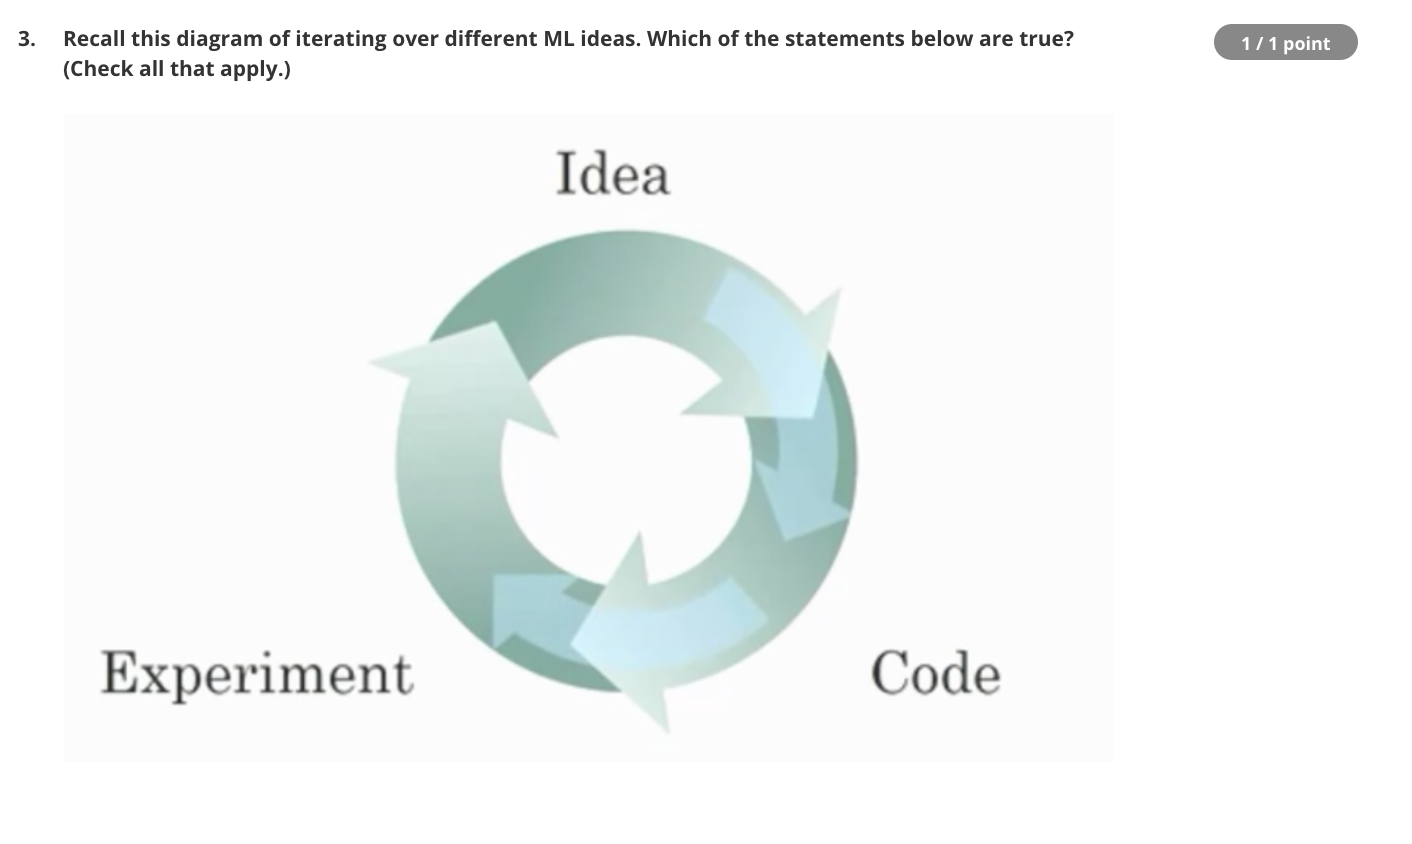 3. Recall this diagram of iterating over different ML ideas. Which of the statements below are true?
(Check all that apply.)
1 / 1 point
Idea
Experiment
Code